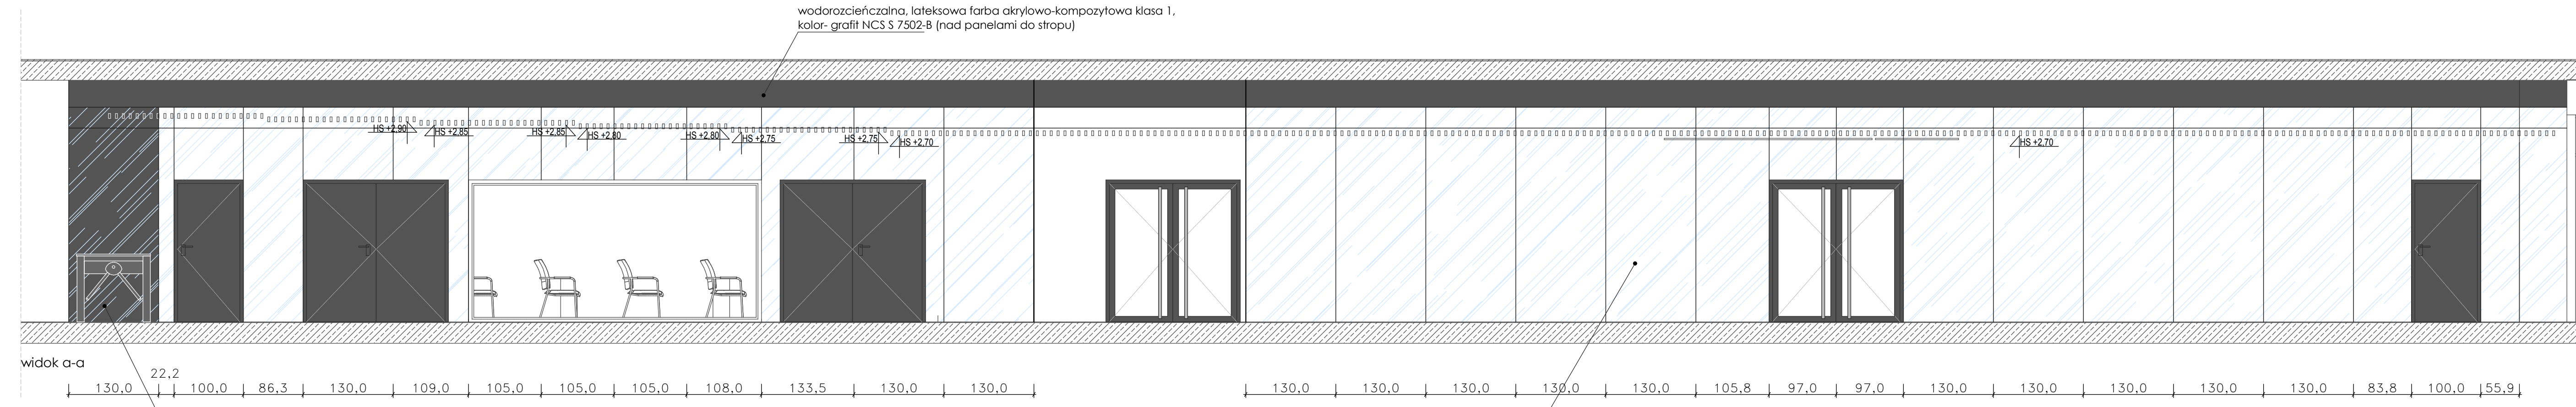 wodorozcieńczalna, lateksowa farba akrylowo-kompozytowa klasa 1,
kolor- grafit NCS S 7502-B (nad panelami do stropu)
HS +2,90 HS +2,85 HS +2,85 HS +2,80 HS +2,80 HS +2,75 HS +2,75 HS +2,70 HS +2,70
widok a-a
22,2
130,0 100,0 86,3 130,0 109,0 105,0 105,0 105,0 108,0 133,5 130,0 130,0 130,0 130,0 130,0 130,0 130,0 105,8 97,0 97,0 130,0 130,0 130,0 130,0 130,0 83,8 100,0 55,9